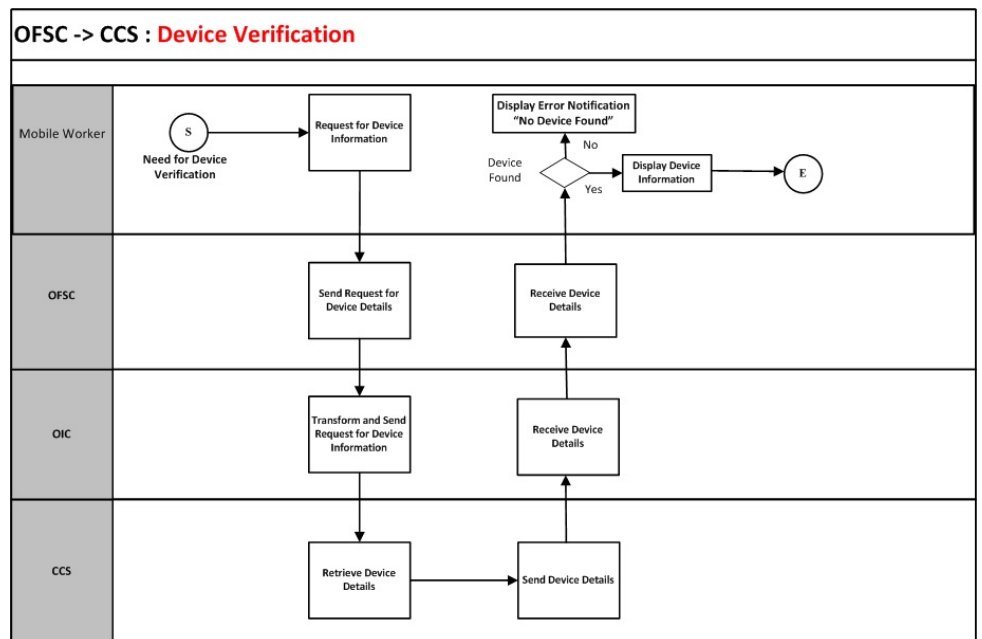 OFSC -> CCS : Device Verification
Mobile Worker
S
Need for Device
Verification
Request for Device
Information
Display Error Notification
“No Device Found”
No
Device
Found
Yes
Display Device
Information
E
OFSC
Send Request for
Device Details
Receive Device
Details
OIC
Transform and Send
Request for Device
Information
Receive Device
Details
CCS
Retrieve Device
Details
Send Device Details